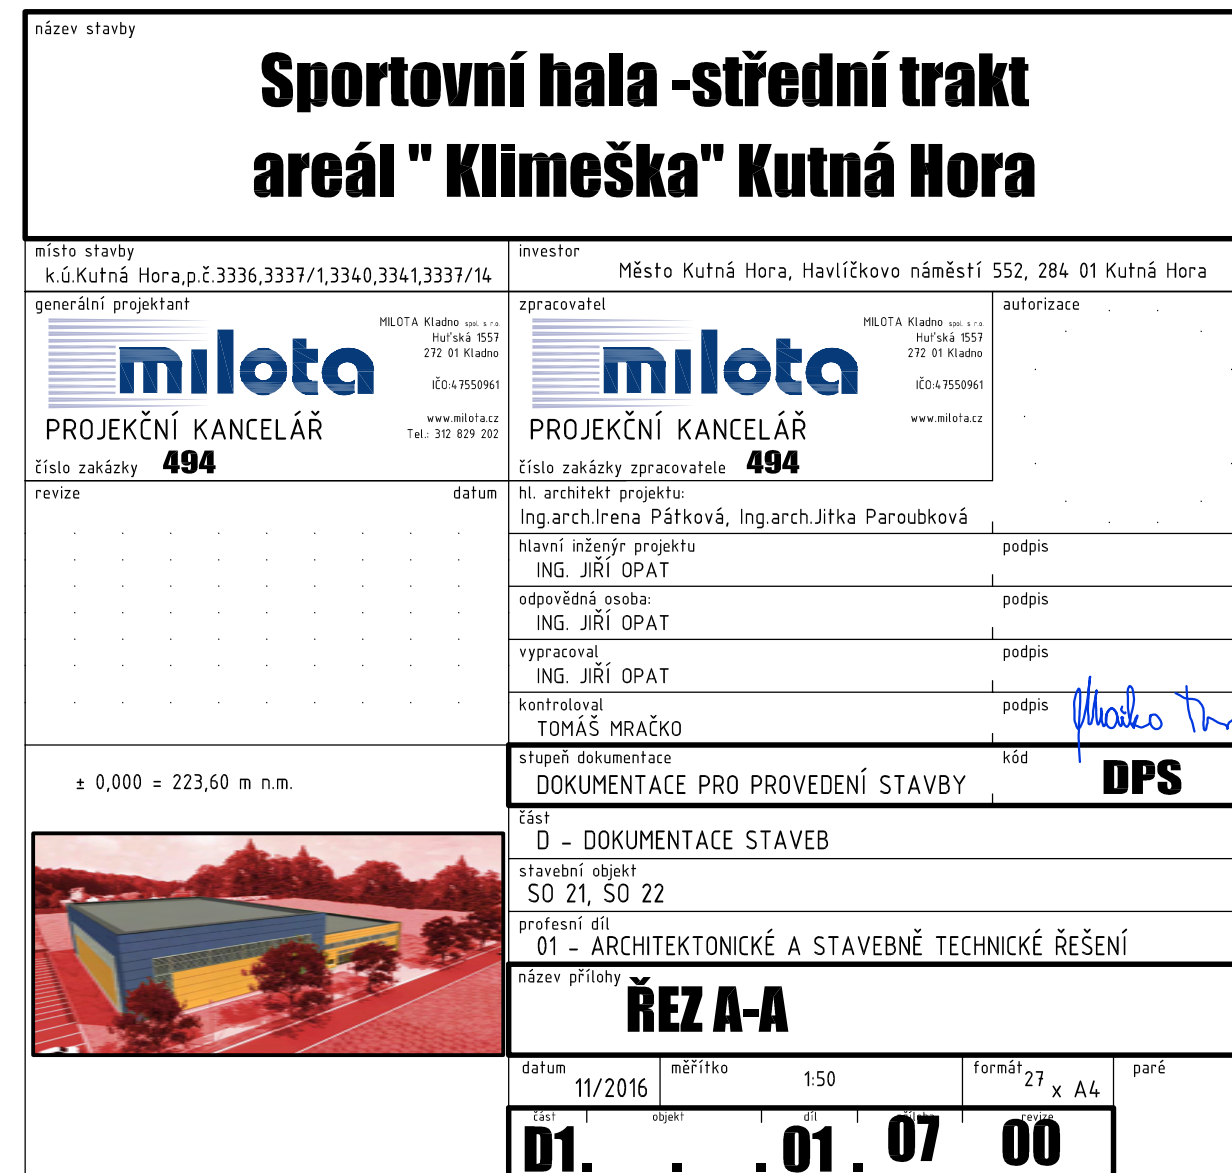 název stavby
Sportovní hala -střední trakt
areál " Klimeška" Kutná Hora
místo stavby
k.ú.Kutná Hora,p.č.3336,3337/1,3340,3341,3337/14
investor
Město Kutná Hora, Havlíčkovo náměstí 552, 284 01 Kutná Hora
generální projektant
MILOTA Kladno spol. s r.o.
Huťská 1557
272 01 Kladno
IČO:47550961
www.milota.cz
Tel.: 312 829 202
milota
PROJEKČNÍ KANCELÁŘ
číslo zakázky 494
zpracovatel
MILOTA Kladno spol. s r.o.
Huťská 1557
272 01 Kladno
IČO:47550961
www.milota.cz
milota
PROJEKČNÍ KANCELÁŘ
číslo zakázky zpracovatele 494
autorizace
revize datum
hl. architekt projektu:
Ing.arch.Irena Pátková, Ing.arch.Jitka Paroubková
hlavní inženýr projektu podpis
ING. JIŘÍ OPAT
odpovědná osoba: podpis
ING. JIŘÍ OPAT
vypracoval podpis
ING. JIŘÍ OPAT
kontroloval podpis
TOMÁŠ MRAČKO
± 0,000 = 223,60 m n.m.
stupeň dokumentace kód
DOKUMENTACE PRO PROVEDENÍ STAVBY DPS
část
D - DOKUMENTACE STAVEB
stavební objekt
SO 21, SO 22
profesní díl
01 - ARCHITEKTONICKÉ A STAVEBNĚ TECHNICKÉ ŘEŠENÍ
název přílohy
ŘEZ A-A
datum měřítko formát paré
11/2016 1:50 27 x A4
část objekt díl příloha revize
D1. . . 01 . 07 00